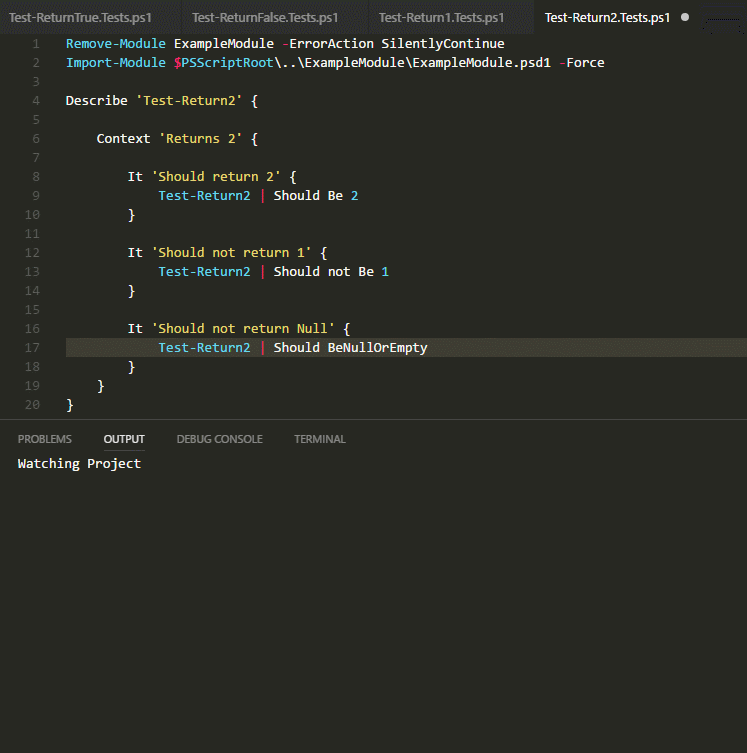 Test-ReturnTrue.Tests.ps1 Test-ReturnFalse.Tests.ps1 Test-Return1.Tests.ps1 Test-Return2.Tests.ps1 ●
1 Remove-Module ExampleModule -ErrorAction SilentlyContinue
2 Import-Module $PSScriptRoot\..\ExampleModule\ExampleModule.psd1 -Force
3
4 Describe 'Test-Return2' {
5
6 Context 'Returns 2' {
7
8 It 'Should return 2' {
9 Test-Return2 | Should Be 2
10 }
11
12 It 'Should not return 1' {
13 Test-Return2 | Should not Be 1
14 }
15
16 It 'Should not return Null' {
17 Test-Return2 | Should BeNullOrEmpty
18 }
19 }
20 }
PROBLEMS OUTPUT DEBUG CONSOLE TERMINAL
Watching Project